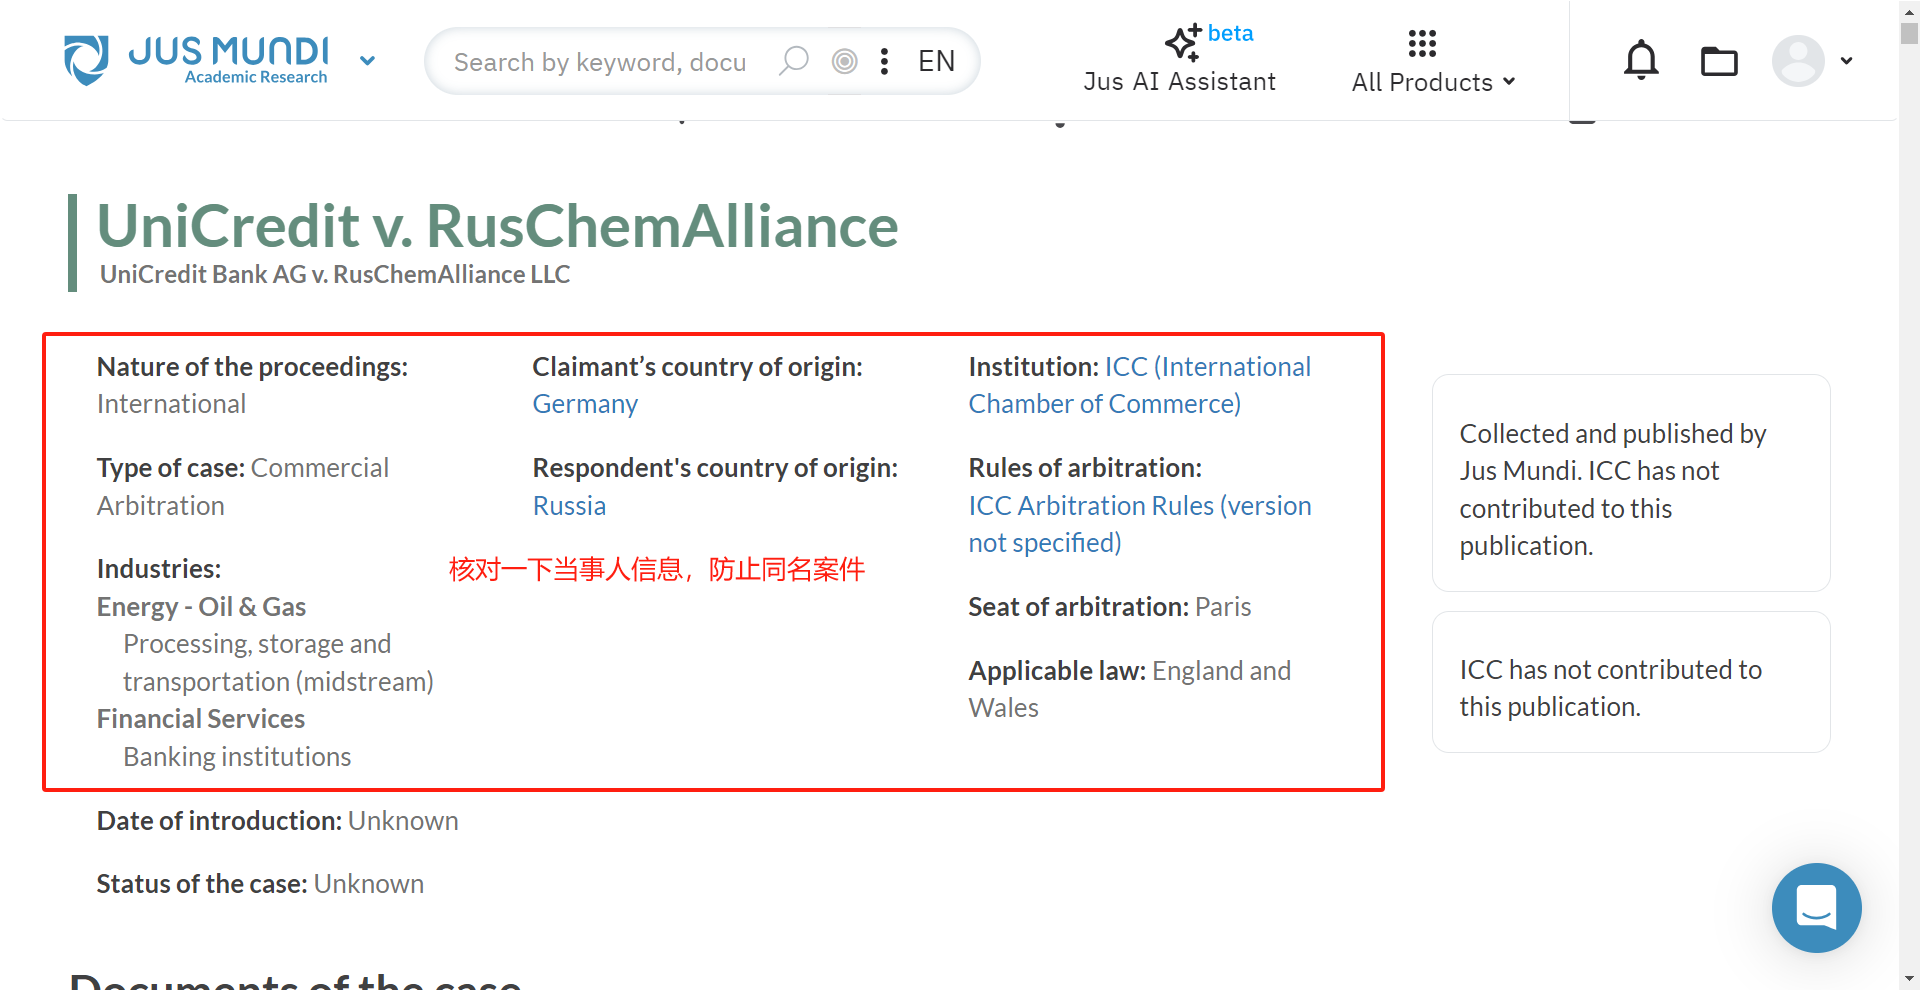 JUS MUNDI
Academic Research
Search by keyword, docu
EN
beta
Jus AI Assistant
All Products
UniCredit v. RusChemAlliance
UniCredit Bank AG v. RusChemAlliance LLC
Nature of the proceedings:
International
Type of case: Commercial
Arbitration
Industries:
Energy - Oil & Gas
Processing, storage and
transportation (midstream)
Financial Services
Banking institutions
Claimant’s country of origin:
Germany
Respondent's country of origin:
Russia
核对一下当事人信息，防止同名案件
Institution: ICC (International
Chamber of Commerce)
Rules of arbitration:
ICC Arbitration Rules (version
not specified)
Seat of arbitration: Paris
Applicable law: England and
Wales
Collected and published by
Jus Mundi. ICC has not
contributed to this
publication.
ICC has not contributed to
this publication.
Date of introduction: Unknown
Status of the case: Unknown
Documents of the case